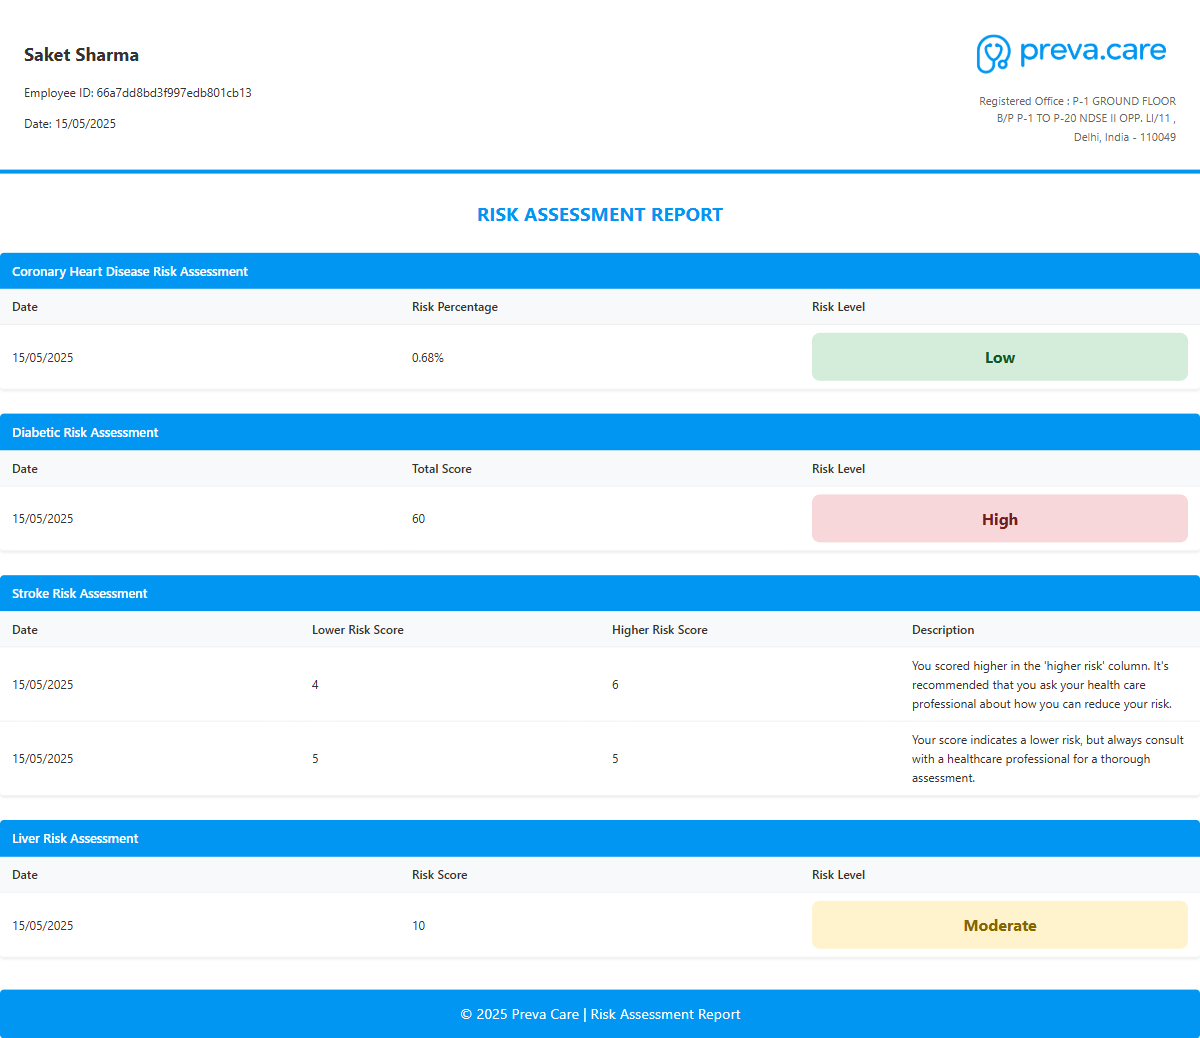 Saket Sharma
Employee ID: 66a7dd8bd3f997edb801cb13
Date: 15/05/2025
preva.care
Registered Office : P-1 GROUND FLOOR
B/P P-1 TO P-20 NDSE II OPP. LI/11 ,
Delhi, India - 110049
RISK ASSESSMENT REPORT
Coronary Heart Disease Risk Assessment
Date Risk Percentage Risk Level
15/05/2025 0.68% Low
Diabetic Risk Assessment
Date Total Score Risk Level
15/05/2025 60 High
Stroke Risk Assessment
Date Lower Risk Score Higher Risk Score Description
15/05/2025 4 6
You scored higher in the 'higher risk' column. It's
recommended that you ask your health care
professional about how you can reduce your risk.
15/05/2025 5 5
Your score indicates a lower risk, but always consult
with a healthcare professional for a thorough
assessment.
Liver Risk Assessment
Date Risk Score Risk Level
15/05/2025 10 Moderate
© 2025 Preva Care | Risk Assessment Report